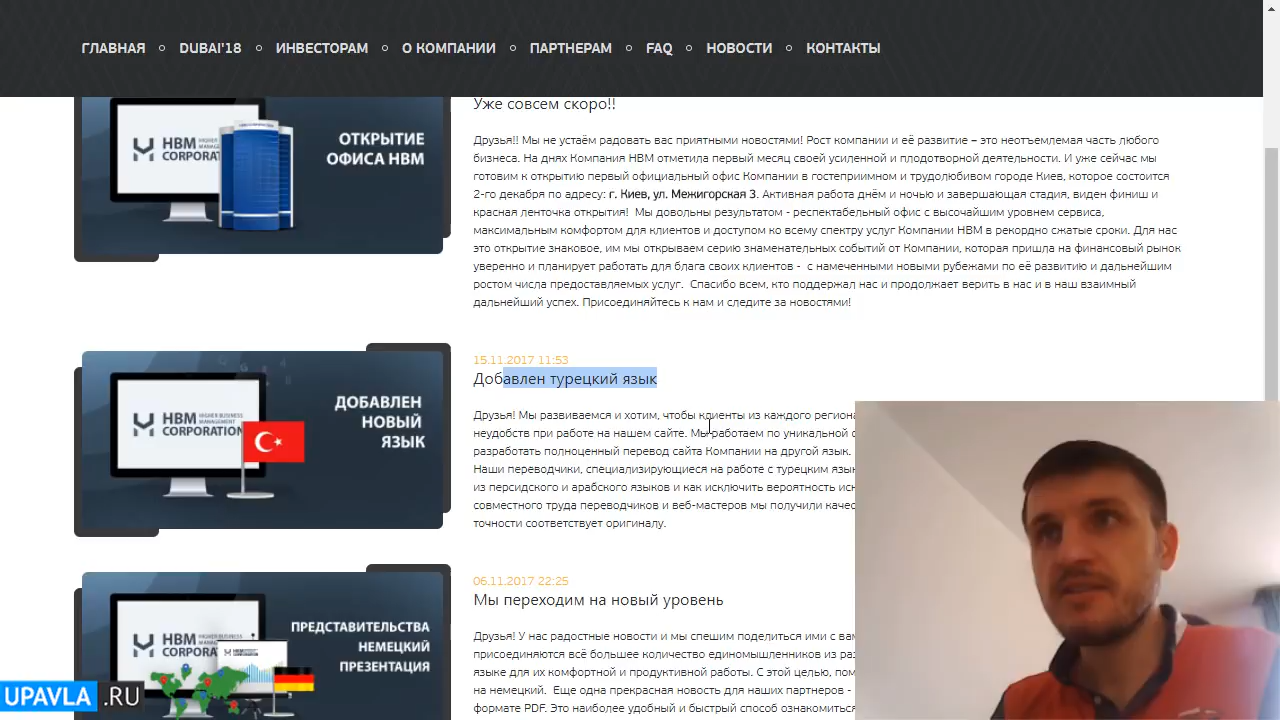 ГЛАВНАЯ
DUBAI'18
ИНВЕСТОРАМ
О КОМПАНИИ
ПАРТНЕРАМ
FAQ
НОВОСТИ
КОНТАКТЫ
HBM
CORPORAT
ОТКРЫТИЕ
ОФИСА HBM
Уже совсем скоро!!
Друзья!! Мы не устаём радовать вас приятными новостями! Рост компании и её развитие – это неотъемлемая часть любого
бизнеса. На днях Компания HBM отметила первый месяц своей усиленной и плодотворной деятельности. И уже сейчас мы
готовим к открытию первый официальный офис Компании в гостеприимном и трудолюбивом городе Киев, которое состоится
2-го декабря по адресу: г. Киев, ул. Межигорская 3. Активная работа днём и ночью и завершающая стадия, виден финиш и
красная ленточка открытия! Мы довольны результатом - респектабельный офис с высочайшим уровнем сервиса,
максимальным комфортом для клиентов и доступом ко всему спектру услуг Компании HBM в рекордно сжатые сроки. Для нас
это открытие знаковое, им мы открываем серию знаменательных событий от Компании, которая пришла на финансовый рынок
уверенно и планирует работать для блага своих клиентов - с намеченными новыми рубежами по её развитию и дальнейшим
ростом числа предоставляемых услуг. Спасибо всем, кто поддержал нас и продолжает верить в нас и в наш взаимный
дальнейший успех. Присоединяйтесь к нам и следите за новостями!
HBM
CORPORATION
ДОБАВЛЕН
НОВЫЙ
ЯЗЫК
15.11.2017 11:53
Добавлен турецкий язык
Друзья! Мы развиваемся и хотим, чтобы клиенты из каждого регион
неудобств при работе на нашем сайте. Мы работаем по уникальной
разработать полноценный перевод сайта Компании на другой язык.
Наши переводчики, специализирующиеся на работе с турецким язык
из персидского и арабского языков и как исключить вероятность ис
совместного труда переводчиков и веб-мастеров мы получили качес
точности соответствует оригиналу.
HBM
CORPORA
ПРЕДСТАВИТЕЛЬСТВА
НЕМЕЦКИЙ
ПРЕЗЕНТАЦИЯ
06.11.2017 22:25
Мы переходим на новый уровень
Друзья! У нас радостные новости и мы спешим поделиться ими с вам
присоединяются всё большее количество единомышленников из раз
языке для их комфортной и продуктивной работы. С этой целью, пом
на немецкий. Еще одна прекрасная новость для наших партнеров -
формате PDF. Это наиболее удобный и быстрый способ ознакомитьс
UPAVLA .RU